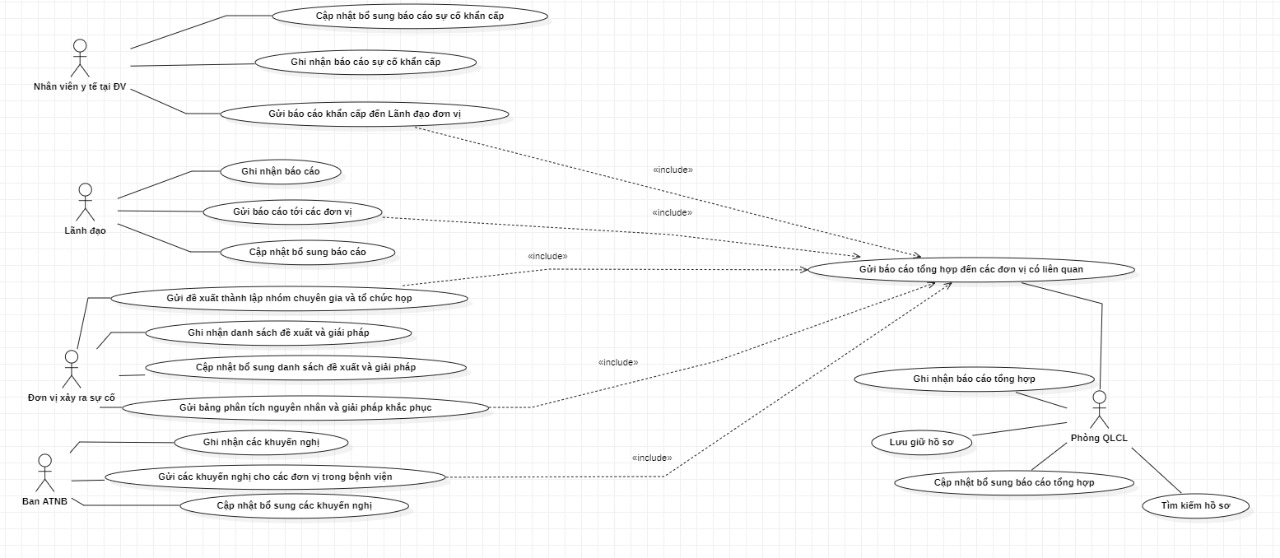 Cập nhật bổ sung báo cáo sự cố khẩn cấp
Ghi nhận báo cáo sự cố khẩn cấp
Nhân viên y tế tại ĐV
Gửi báo cáo khẩn cấp đến Lãnh đạo đơn vị
«include»
Ghi nhận báo cáo
Gửi báo cáo tới các đơn vị
«include»
Lãnh đạo
Cập nhật bổ sung báo cáo
«include»
Gửi báo cáo tổng hợp đến các đơn vị có liên quan
Gửi đề xuất thành lập nhóm chuyên gia và tổ chức họp
Ghi nhận danh sách đề xuất và giải pháp
Cập nhật bổ sung danh sách đề xuất và giải pháp
«include»
Ghi nhận báo cáo tổng hợp
Đơn vị xảy ra sự cố
Gửi bảng phân tích nguyên nhân và giải pháp khắc phục
Phòng QLCL
Ghi nhận các khuyến nghị
Lưu giữ hồ sơ
«include»
Gửi các khuyến nghị cho các đơn vị trong bệnh viện
Cập nhật bổ sung báo cáo tổng hợp
Ban ATNB
Cập nhật bổ sung các khuyến nghị
Tìm kiếm hồ sơ